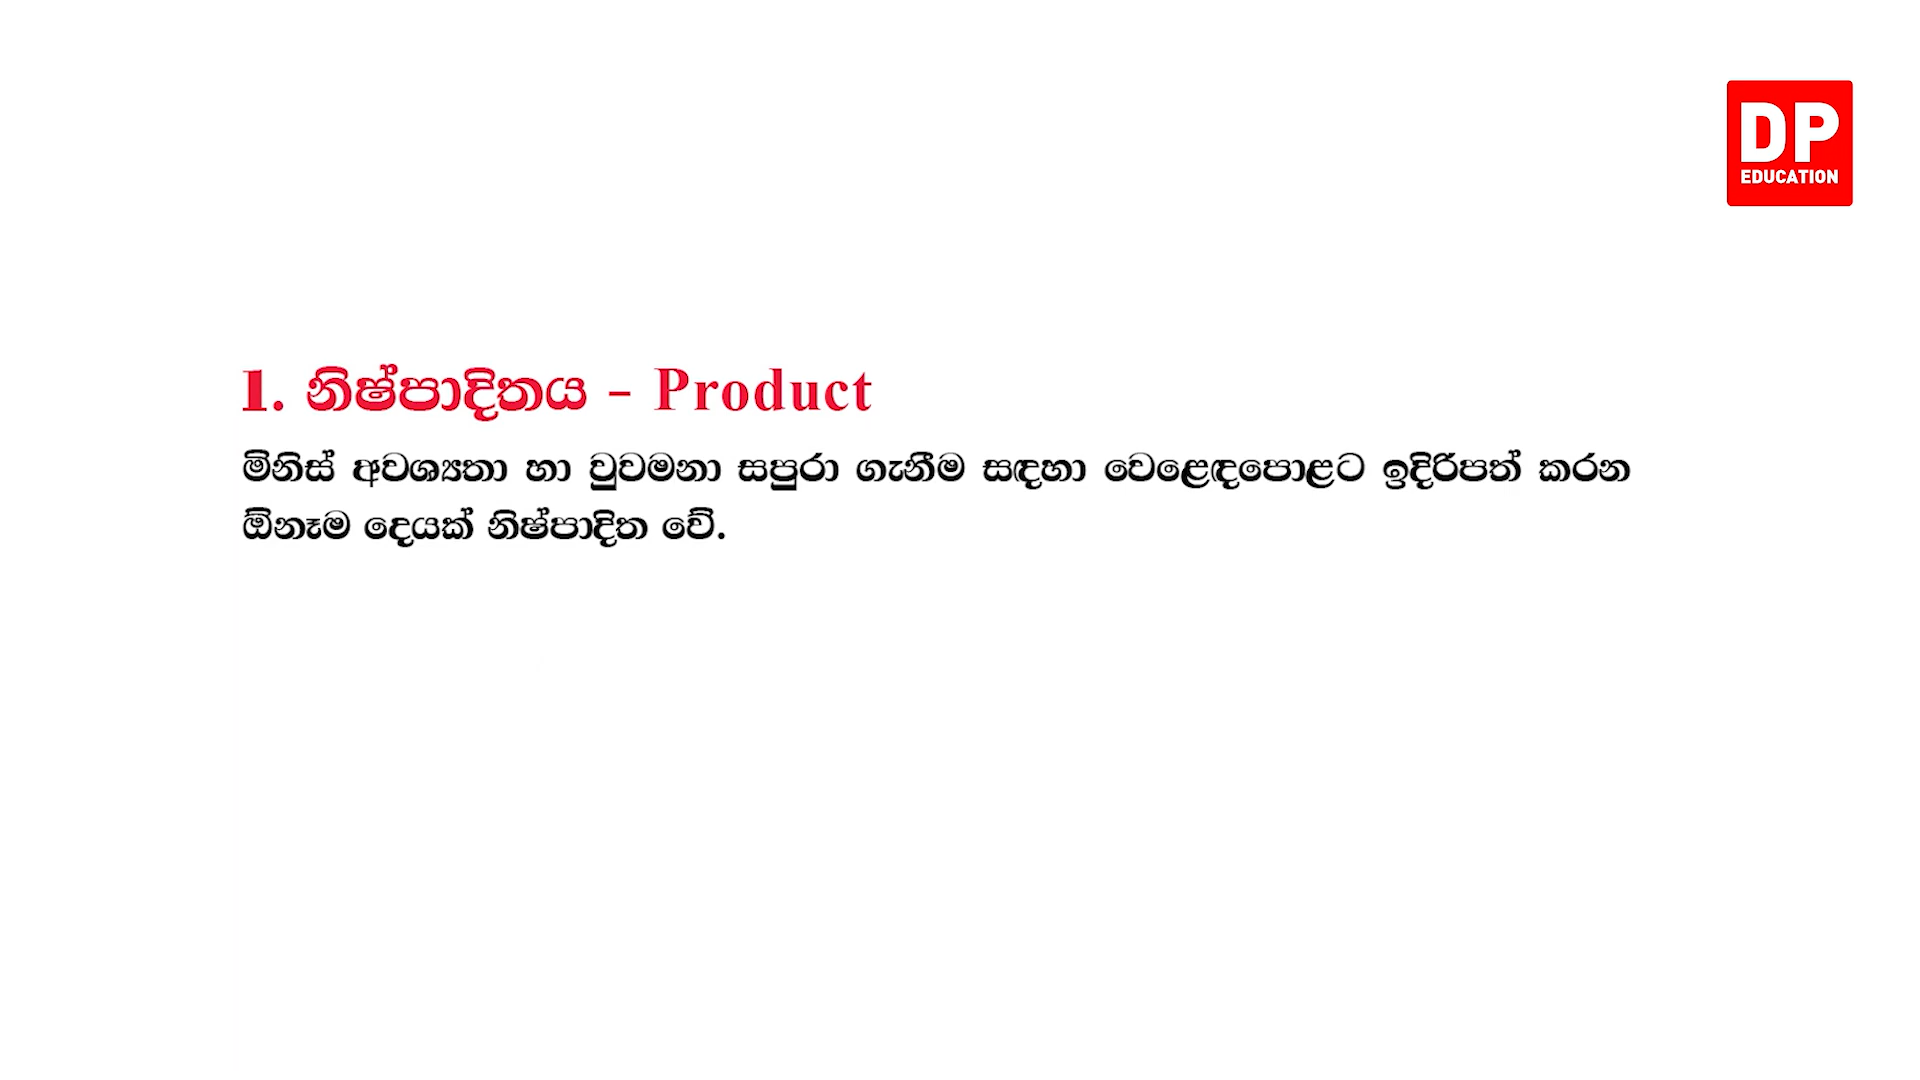 DP
EDUCATION
1. නිෂ්පාදිතය - Product
මිනිස් අවශ්‍යතා හා වුවමනා සපුරා ගැනීම සඳහා වෙළෙඳපොළට ඉදිරිපත් කරන
ඕනෑම දෙයක් නිෂ්පාදිත වේ.